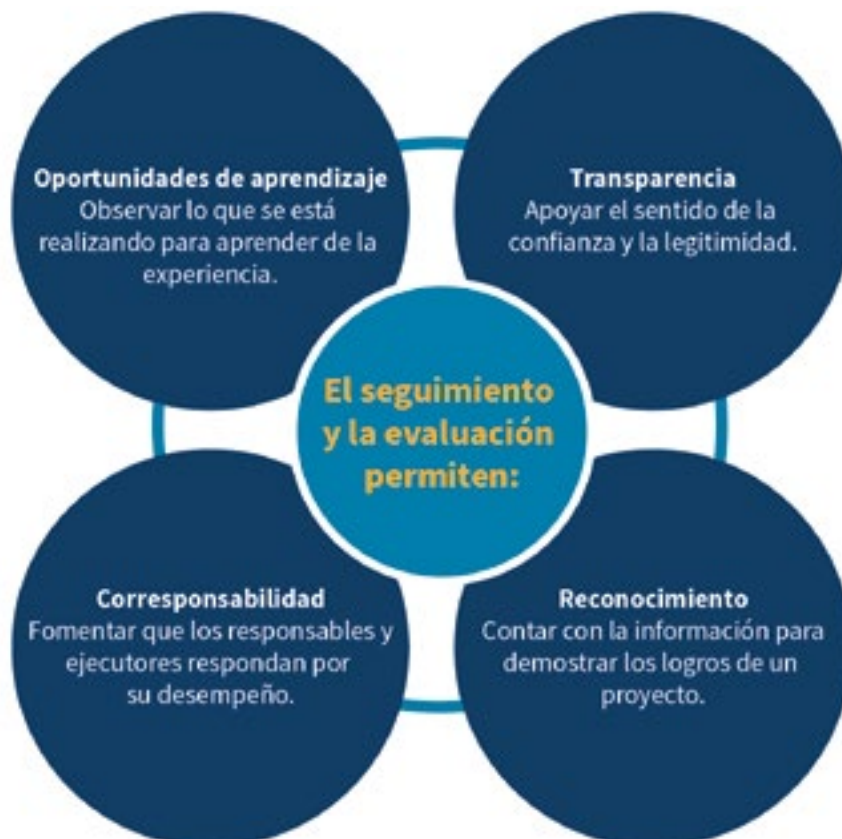 Oportunidades de aprendizaje
Observar lo que se está
realizando para aprender de la
experiencia.
Transparencia
Apoyar el sentido de la
confianza y la legitimidad.
El seguimiento
y la evaluación
permiten:
Corresponsabilidad
Fomentar que los responsables y
ejecutores respondan por
su desempeño.
Reconocimiento
Contar con la información para
demostrar los logros de un
proyecto.